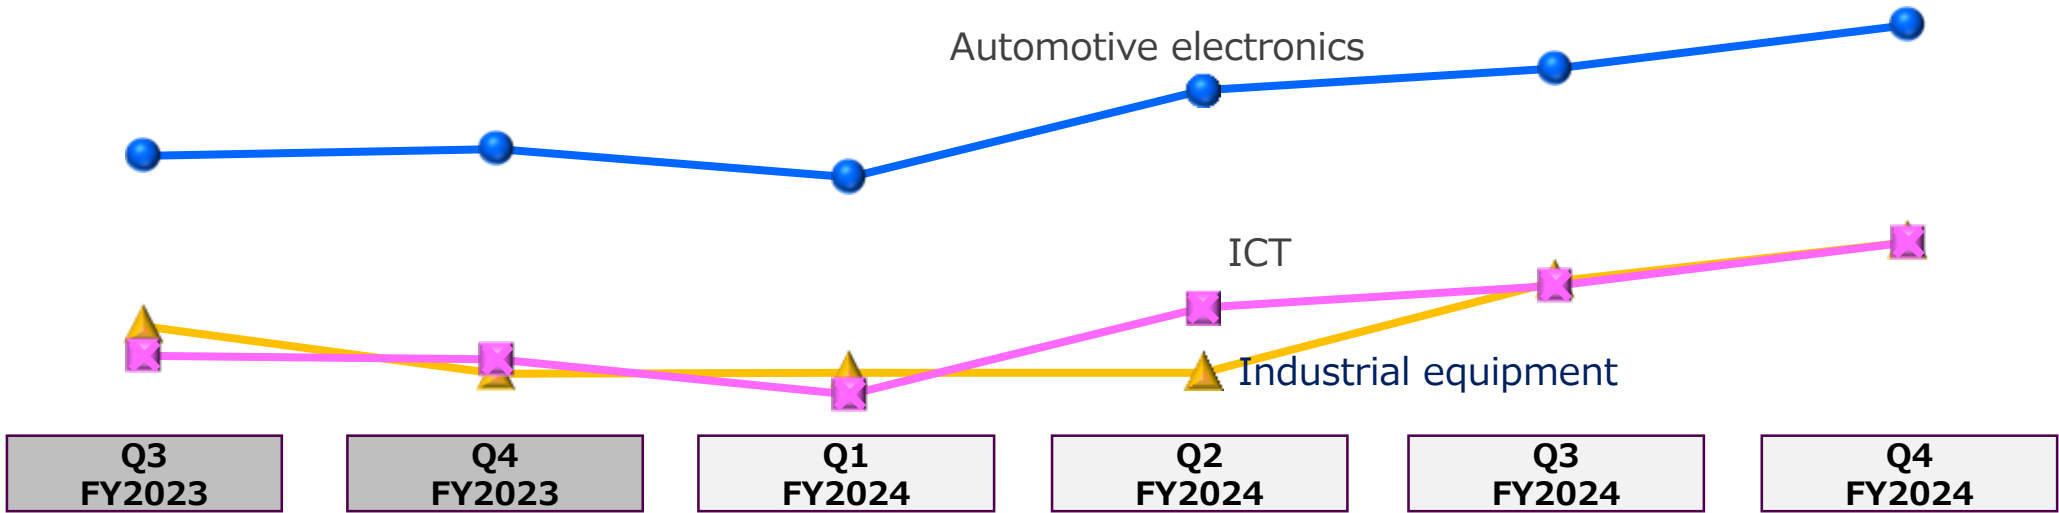 Automotive electronics
ICT
Industrial equipment
Q3
FY2023
Q4
FY2023
Q1
FY2024
Q2
FY2024
Q3
FY2024
Q4
FY2024